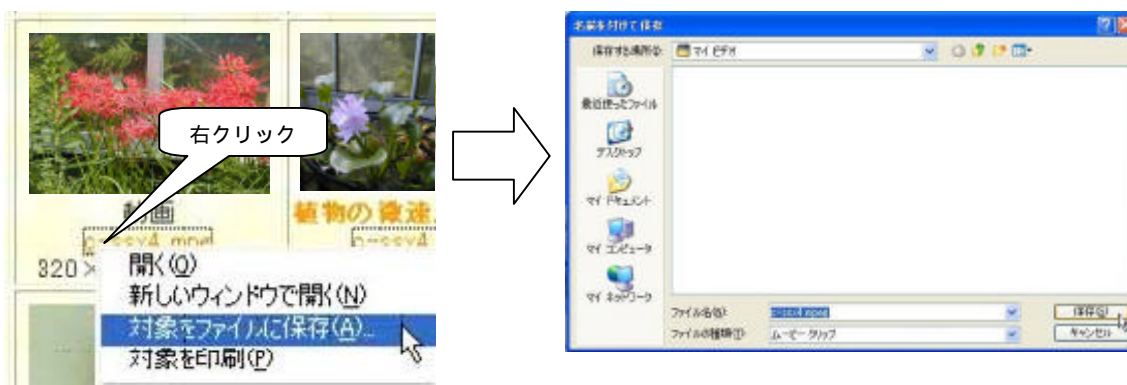 右クリック
動画
植物の微速
320×
開く(O)
新しいウィンドウで開く(N)
対象をファイルに保存(A)...
対象を印刷(P)
名前を付けて保存
保存する場所(I):
マイ ビデオ
最近使ったファイル
デスクトップ
マイ ドキュメント
マイ コンピュータ
マイ ネットワーク
ファイル名(N):
保存(S)
ファイルの種類(T):
ムービー クリップ
キャンセル